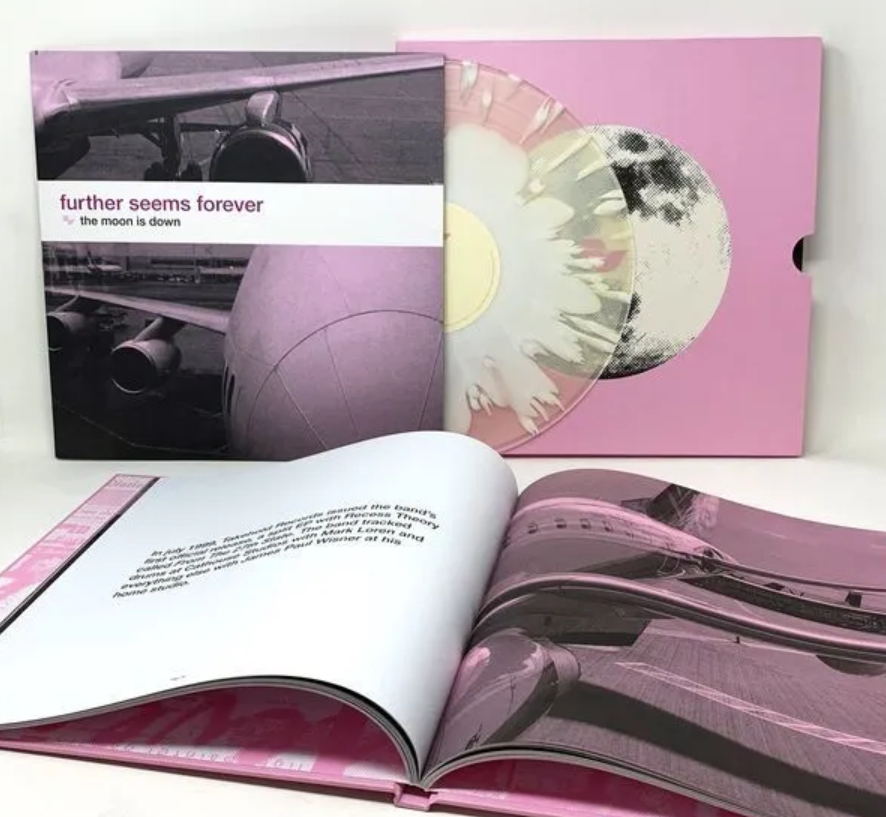 further seems forever
the moon is down
In July 1999, Takehold Records issued the band's
first official release, a split EP with Recess Theory
called From The 27th State. The band tracked
drums at Cathouse Studios with Mark Loren and
everything else with James Paul Wisner at his
home studio.